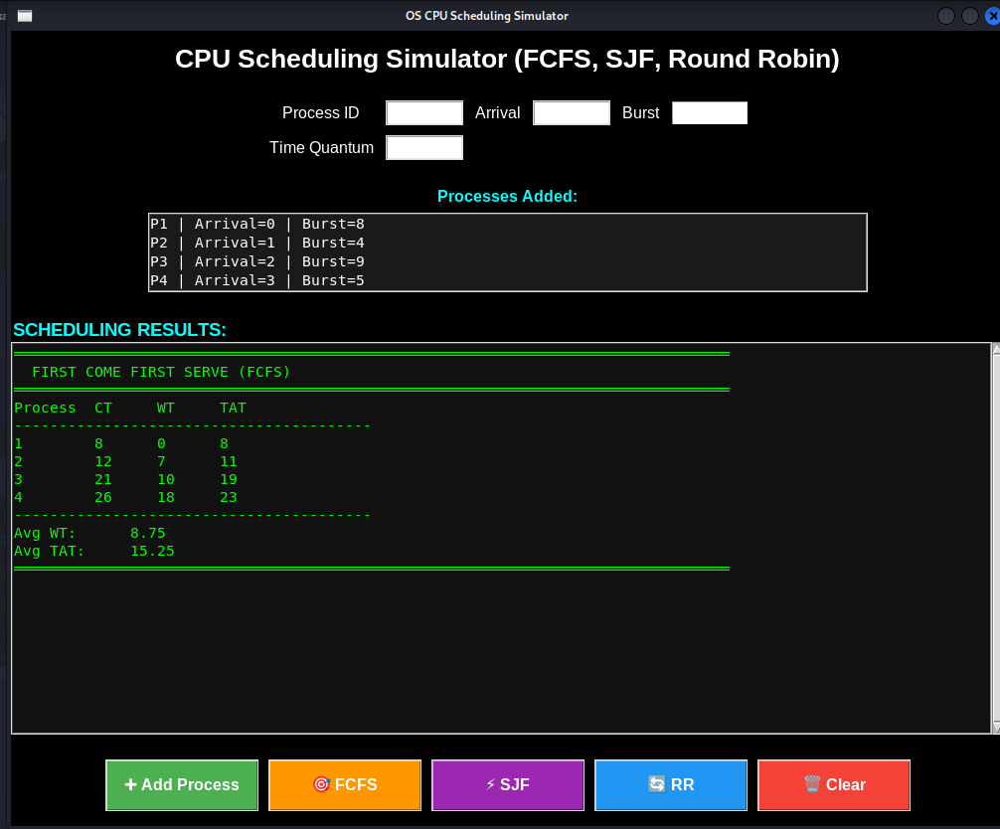 OS CPU Scheduling Simulator
CPU Scheduling Simulator (FCFS, SJF, Round Robin)
Process ID Arrival Burst
Time Quantum
Processes Added:
P1 | Arrival=0 | Burst=8
P2 | Arrival=1 | Burst=4
P3 | Arrival=2 | Burst=9
P4 | Arrival=3 | Burst=5
SCHEDULING RESULTS:
FIRST COME FIRST SERVE (FCFS)
Process CT WT TAT
----------------------------------------
1 8 0 8
2 12 7 11
3 21 10 19
4 26 18 23
----------------------------------------
Avg WT: 8.75
Avg TAT: 15.25
➕ Add Process 🎯 FCFS ⚡ SJF 🔄 RR 🗑️ Clear